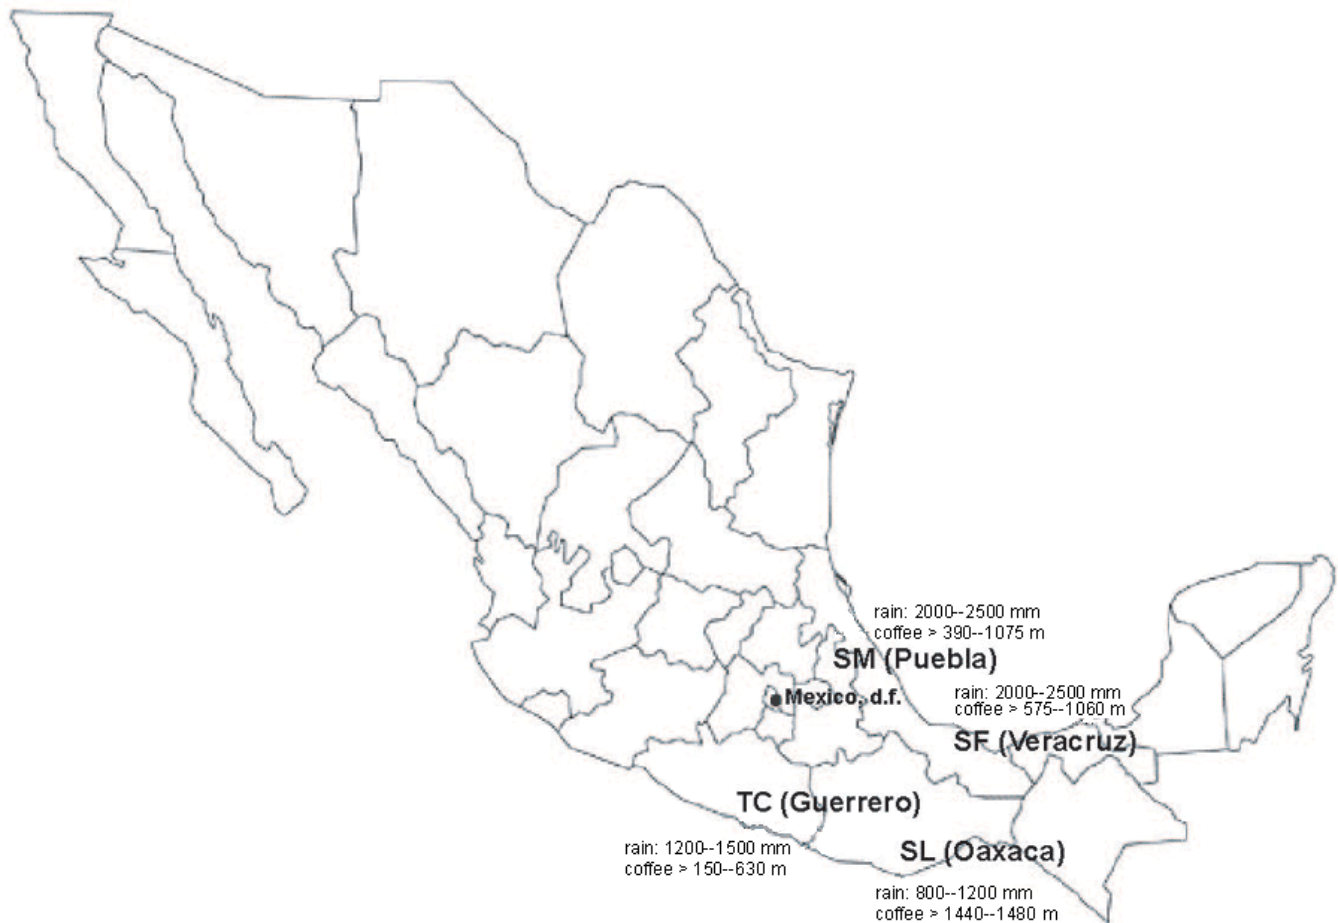 rain: 2000--2500 mm
coffee > 390--1075 m
SM (Puebla)
rain: 2000--2500 mm
Mexico, d.f.
coffee > 575--1060 m
SF (Veracruz)
TC (Guerrero)
rain: 1200--1500 mm
coffee > 150--630 m
SL (Oaxaca)
rain: 800--1200 mm
coffee > 1440--1480 m